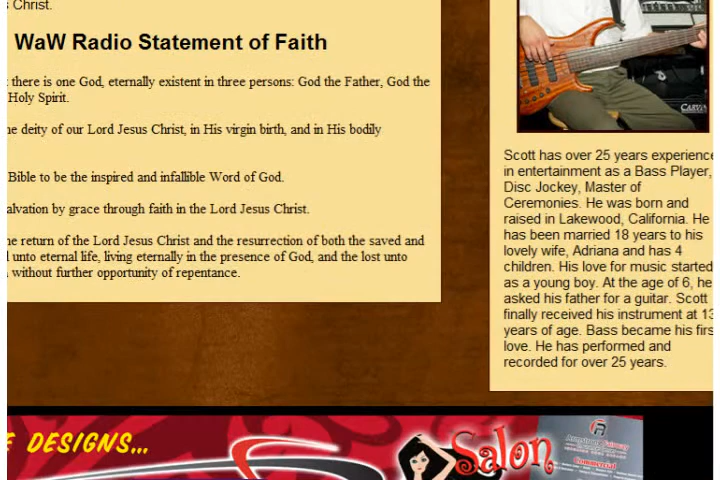 s Christ.
WaW Radio Statement of Faith
there is one God, eternally existent in three persons: God the Father, God the
Holy Spirit.
he deity of our Lord Jesus Christ, in His virgin birth, and in His bodily
Bible to be the inspired and infallible Word of God.
alvation by grace through faith in the Lord Jesus Christ.
he return of the Lord Jesus Christ and the resurrection of both the saved and
unto eternal life, living eternally in the presence of God, and the lost unto
without further opportunity of repentance.
CARVIN
Scott has over 25 years experience
in entertainment as a Bass Player,
Disc Jockey, Master of
Ceremonies. He was born and
raised in Lakewood, California. He
has been married 18 years to his
lovely wife, Adriana and has 4
children. His love for music started
as a young boy. At the age of 6, he
asked his father for a guitar. Scott
finally received his instrument at 13
years of age. Bass became his firs
love. He has performed and
recorded for over 25 years.
E DESIGNS...
Salon
Commercial